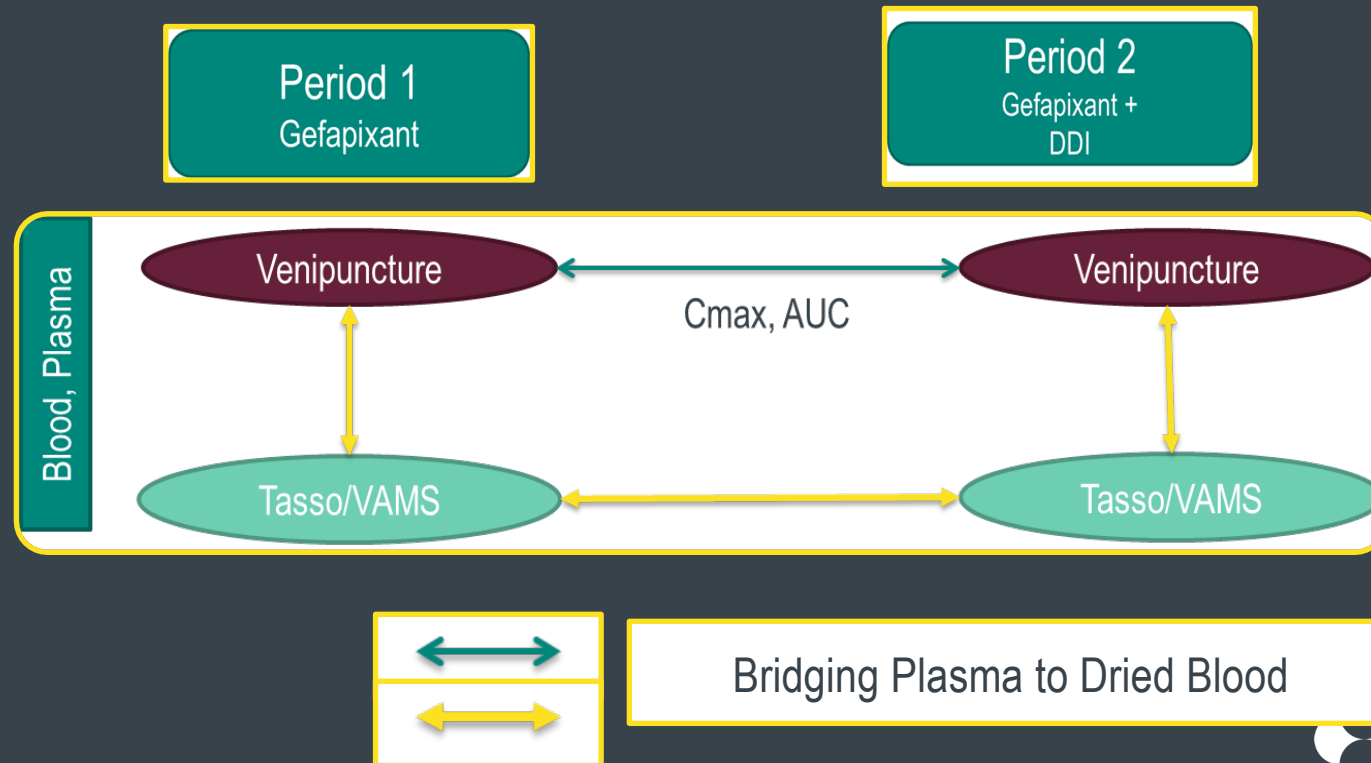 Period 1
Gefapixant
Period 2
Gefapixant +
DDI
Blood, Plasma
Venipuncture
Venipuncture
Cmax, AUC
Tasso/VAMS
Tasso/VAMS
Bridging Plasma to Dried Blood